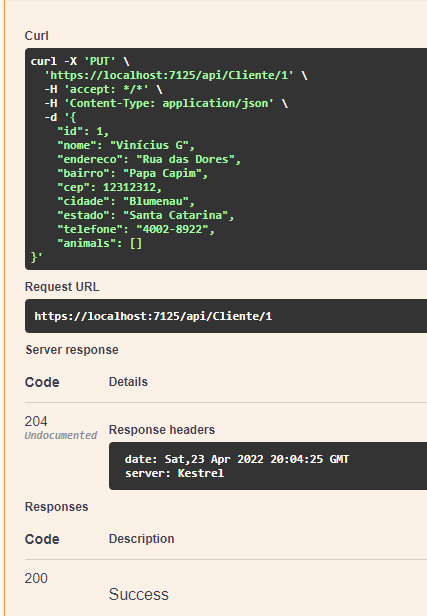 Curl
curl -X 'PUT' \
  'https://localhost:7125/api/Cliente/1' \
  -H 'accept: */*' \
  -H 'Content-Type: application/json' \
  -d '{
    "id": 1,
    "nome": "Vinícius G",
    "endereco": "Rua das Dores",
    "bairro": "Papa Capim",
    "cep": 12312312,
    "cidade": "Blumenau",
    "estado": "Santa Catarina",
    "telefone": "4002-8922",
    "animals": []
}'
Request URL
https://localhost:7125/api/Cliente/1
Server response
Code Details
204
Undocumented
Response headers
date: Sat,23 Apr 2022 20:04:25 GMT
server: Kestrel
Responses
Code Description
200
Success